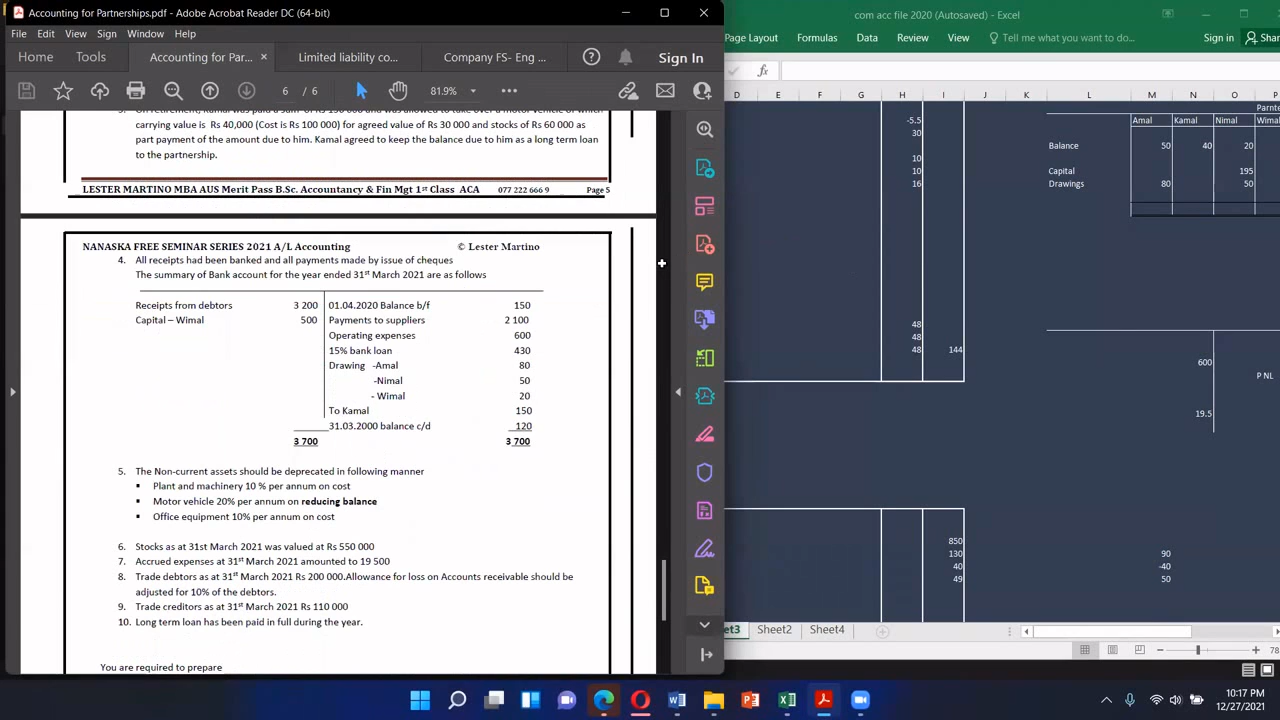 Accounting for Partnerships.pdf - Adobe Acrobat Reader DC (64-bit)
File Edit View Sign Window Help
Home Tools Accounting for Par... × Limited liability co... Company FS- Eng ... Sign In
6 / 6 81.9%
carrying value is Rs 40,000 (Cost is Rs 100 000) for agreed value of Rs 30 000 and stocks of Rs 60 000 as
part payment of the amount due to him. Kamal agreed to keep the balance due to him as a long term loan
to the partnership.
LESTER MARTINO MBA AUS Merit Pass B.Sc. Accountancy & Fin Mgt 1st Class ACA 077 222 666 9 Page 5
NANASKA FREE SEMINAR SERIES 2021 A/L Accounting © Lester Martino
4. All receipts had been banked and all payments made by issue of cheques
The summary of Bank account for the year ended 31st March 2021 are as follows
Receipts from debtors 3 200 01.04.2020 Balance b/f 150
Capital – Wimal 500 Payments to suppliers 2 100
Operating expenses 600
15% bank loan 430
Drawing -Amal 80
-Nimal 50
- Wimal 20
To Kamal 150
31.03.2000 balance c/d 120
3 700 3 700
5. The Non-current assets should be deprecated in following manner
▪ Plant and machinery 10 % per annum on cost
▪ Motor vehicle 20% per annum on reducing balance
▪ Office equipment 10% per annum on cost
6. Stocks as at 31st March 2021 was valued at Rs 550 000
7. Accrued expenses at 31st March 2021 amounted to 19 500
8. Trade debtors as at 31st March 2021 Rs 200 000.Allowance for loss on Accounts receivable should be
adjusted for 10% of the debtors.
9. Trade creditors as at 31st March 2021 Rs 110 000
10. Long term loan has been paid in full during the year.
You are required to prepare
com acc file 2020 (Autosaved) - Excel
Page Layout Formulas Data Review View Tell me what you want to do... Sign in Shar
fx
D E F G H I J K L M N O P
Parnte
-5.5 Amal Kamal Nimal Wimal
30
Balance 50 40 20
10
10 Capital 195
16 Drawings 80 50
48
48 600
48 144
P NL
19.5
850
130 90
40 -40
49 50
et3 Sheet2 Sheet4
78
10:17 PM
12/27/2021